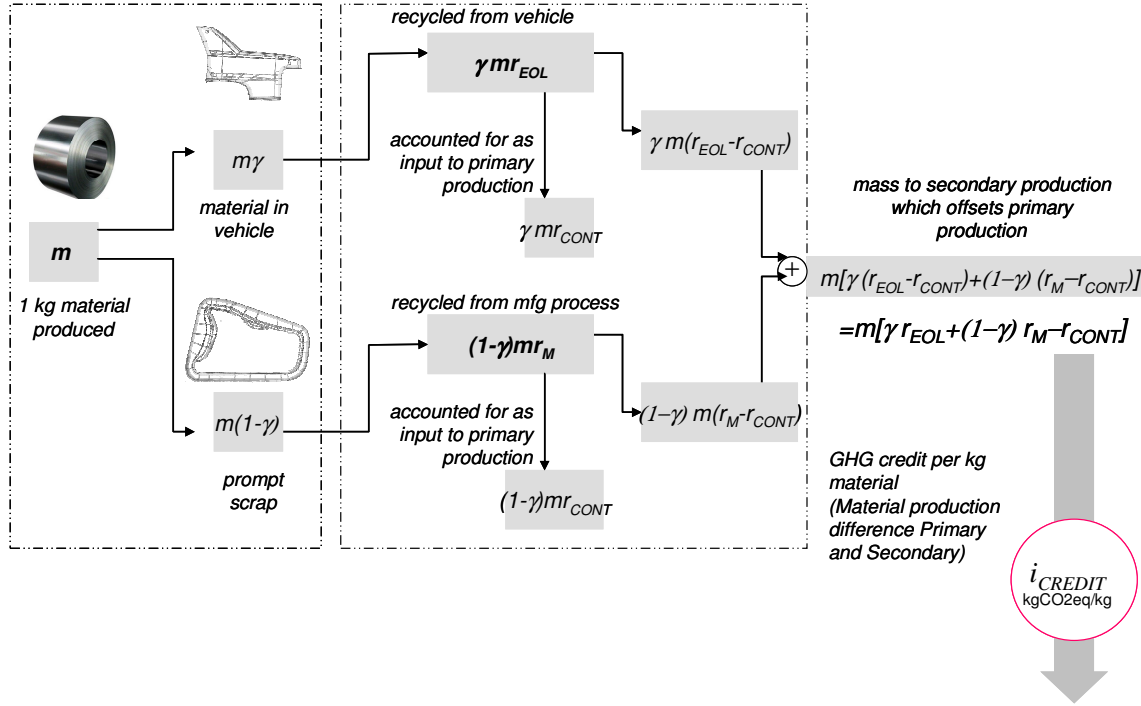 recycled from vehicle
γ mr_EOL
accounted for as
input to primary
production
γ mr_CONT
mγ
material in
vehicle
m
1 kg material
produced
γ m(r_EOL-r_CONT)
mass to secondary production
which offsets primary
production
+
m[γ (r_EOL-r_CONT)+(1–γ) (r_M–r_CONT)]
=m[γ r_EOL+(1–γ) r_M–r_CONT]
recycled from mfg process
(1-γ)mr_M
accounted for as
input to primary
production
(1-γ)mr_CONT
m(1-γ)
prompt
scrap
(1–γ) m(r_M-r_CONT)
GHG credit per kg
material
(Material production
difference Primary
and Secondary)
i_CREDIT
kgCO2eq/kg